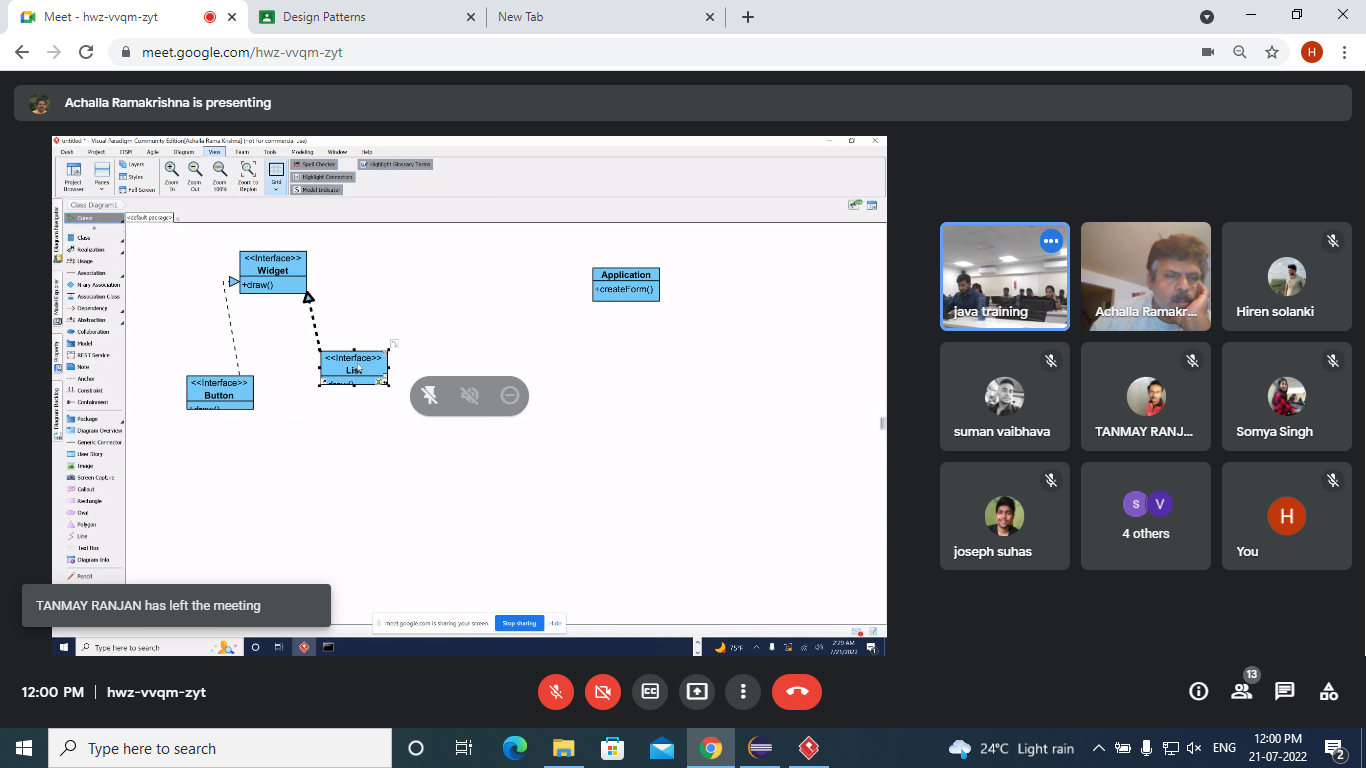 Meet - hwz-vvqm-zyt
Design Patterns
New Tab
meet.google.com/hwz-vvqm-zyt
H
Achalla Ramakrishna is presenting
untitled * - Visual Paradigm Community Edition[Achalla Rama Krishna] (not for commercial use)
Dash Project ITSM Agile Diagram View Team Tools Modeling Window Help
Project Browser
Panes
Layers
Styles
Full Screen
Zoom In
Zoom Out
Zoom 100%
Zoom to Region
Grid
Spell Checker
Highlight Connectors
Model Indicator
Highlight Glossary Terms
Class Diagram1
Cursor
<default package>
Diagram Navigator
Model Explorer
Property
Diagram Backlog
Class
Realization
Usage
Association
N-ary Association
Association Class
Dependency
Abstraction
Collaboration
Model
REST Service
Note
Anchor
Constraint
Containment
Package
Diagram Overview
Generic Connector
User Story
Image
Screen Capture
Callout
Rectangle
Oval
Polygon
Line
Text Box
Diagram Info
Pencil
<<Interface>>
Widget
+draw()
Application
+createForm()
<<Interface>>
List
+draw()
<<Interface>>
Button
+draw()
java training
Achalla Ramakr...
Hiren solanki
suman vaibhava
TANMAY RANJ...
Somya Singh
joseph suhas
S V
4 others
H
You
TANMAY RANJAN has left the meeting
meet.google.com is sharing your screen.
Stop sharing
Hide
Type here to search
75°F
2:29 AM
7/21/2022
12:00 PM | hwz-vvqm-zyt
13
Type here to search
24°C Light rain
ENG
12:00 PM
21-07-2022
2